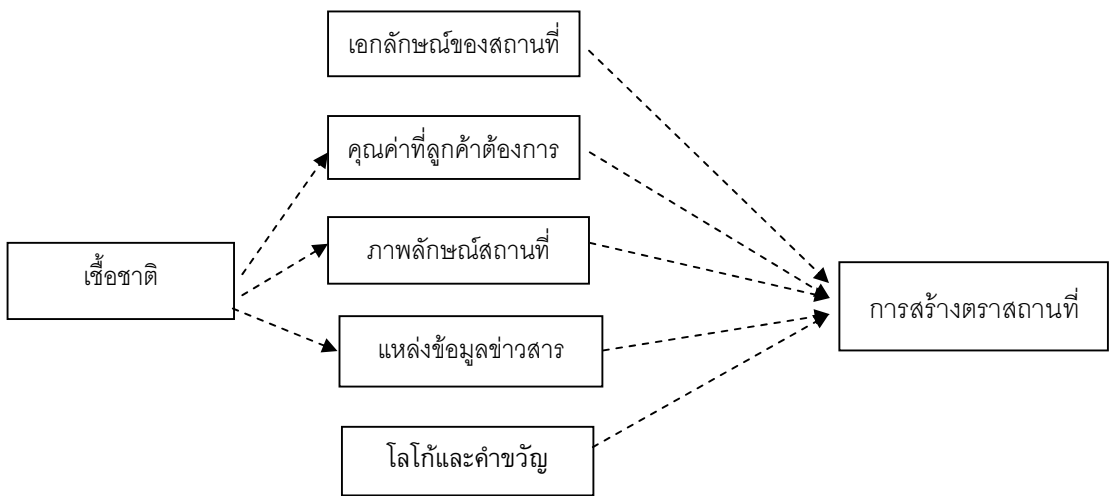 เอกลักษณ์ของสถานที่
คุณค่าที่ลูกค้าต้องการ
ภาพลักษณ์สถานที่
เชื้อชาติ
การสร้างตราสถานที่
แหล่งข้อมูลข่าวสาร
โลโก้และคำขวัญ